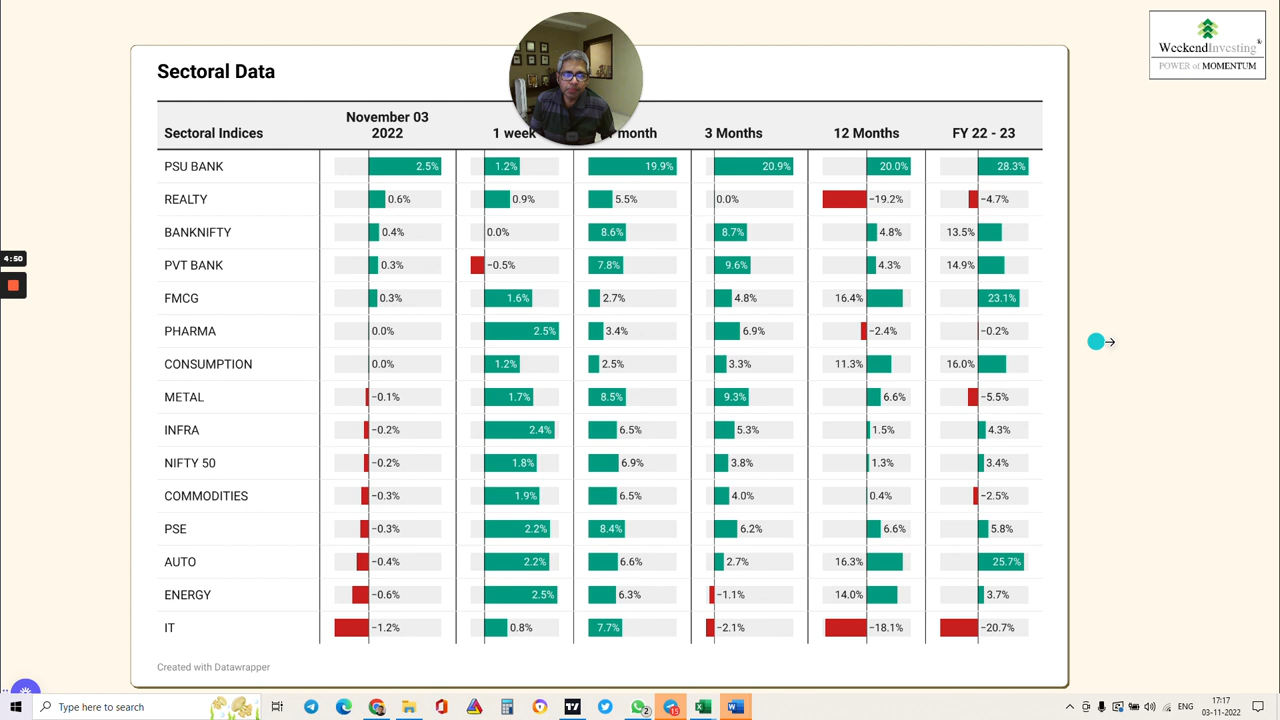 WeekendInvesting
POWER of MOMENTUM
Sectoral Data
Sectoral Indices November 03 2022 1 week month 3 Months 12 Months FY 22 - 23
PSU BANK 2.5% 1.2% 19.9% 20.9% 20.0% 28.3%
REALTY 0.6% 0.9% 5.5% 0.0% −19.2% −4.7%
BANKNIFTY 0.4% 0.0% 8.6% 8.7% 4.8% 13.5%
4:50
PVT BANK 0.3% −0.5% 7.8% 9.6% 4.3% 14.9%
FMCG 0.3% 1.6% 2.7% 4.8% 16.4% 23.1%
PHARMA 0.0% 2.5% 3.4% 6.9% −2.4% −0.2%
CONSUMPTION 0.0% 1.2% 2.5% 3.3% 11.3% 16.0%
METAL −0.1% 1.7% 8.5% 9.3% 6.6% −5.5%
INFRA −0.2% 2.4% 6.5% 5.3% 1.5% 4.3%
NIFTY 50 −0.2% 1.8% 6.9% 3.8% 1.3% 3.4%
COMMODITIES −0.3% 1.9% 6.5% 4.0% 0.4% −2.5%
PSE −0.3% 2.2% 8.4% 6.2% 6.6% 5.8%
AUTO −0.4% 2.2% 6.6% 2.7% 16.3% 25.7%
ENERGY −0.6% 2.5% 6.3% −1.1% 14.0% 3.7%
IT −1.2% 0.8% 7.7% −2.1% −18.1% −20.7%
Created with Datawrapper
Type here to search
2
15
ENG
17:17
03-11-2022